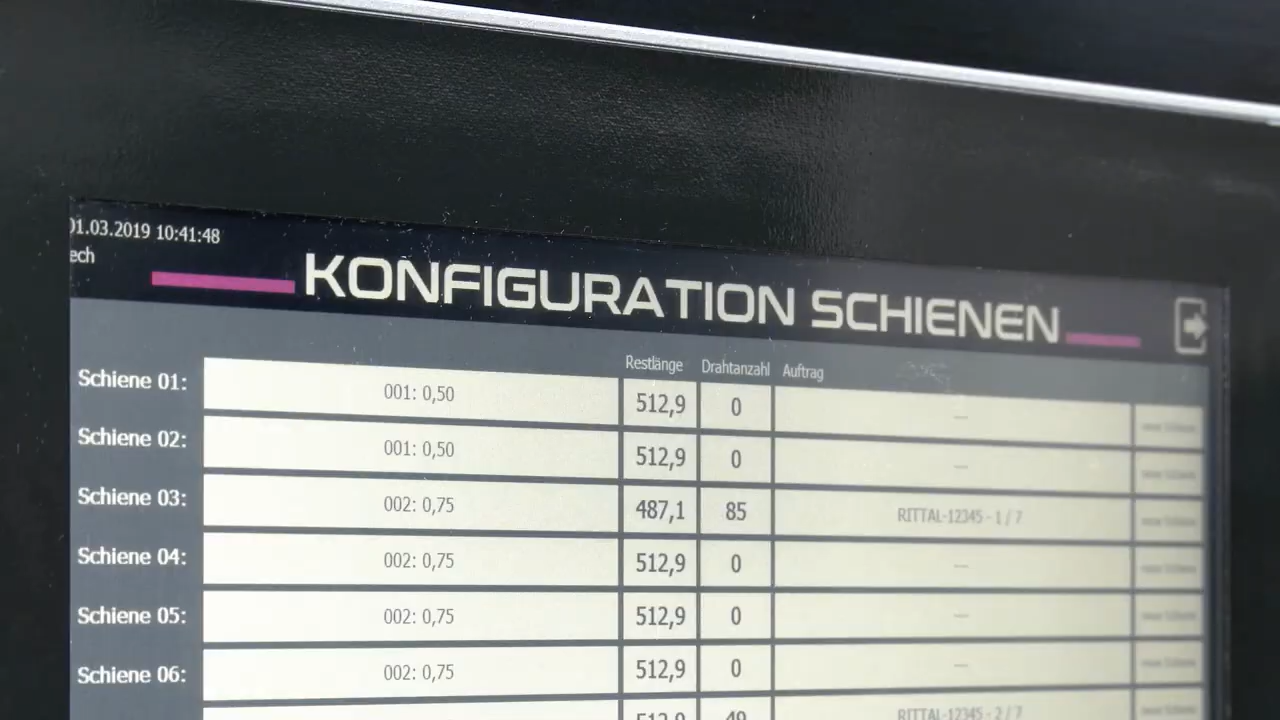 01.03.2019 10:41:48
ech
KONFIGURATION SCHIENEN
Restlänge Drahtanzahl Auftrag
Schiene 01: 001: 0,50 512,9 0 ---
Schiene 02: 001: 0,50 512,9 0 ---
Schiene 03: 002: 0,75 487,1 85 RITTAL-12345 - 1 / 7
Schiene 04: 002: 0,75 512,9 0 ---
Schiene 05: 002: 0,75 512,9 0 ---
Schiene 06: 002: 0,75 512,9 0 ---
512,9 49 RITTAL-12345 - 2 / 7